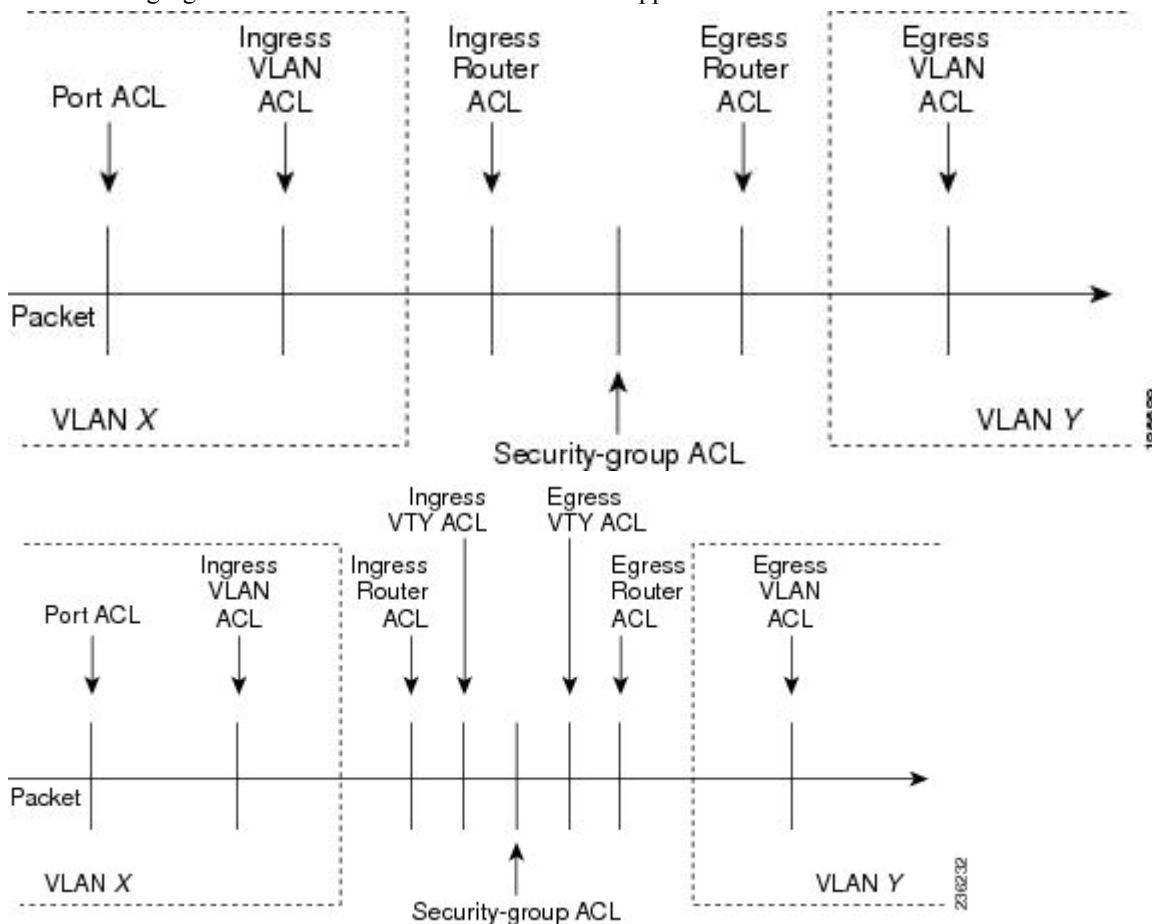 Port ACL
Ingress
VLAN
ACL
Ingress
Router
ACL
Egress
Router
ACL
Egress
VLAN
ACL
Packet
VLAN X
VLAN Y
Security-group ACL
Ingress
VTY ACL
Egress
VTY ACL
Port ACL
Ingress
VLAN
ACL
Ingress
Router
ACL
Egress
Router
ACL
Egress
VLAN
ACL
Packet
VLAN X
VLAN Y
236232
Security-group ACL